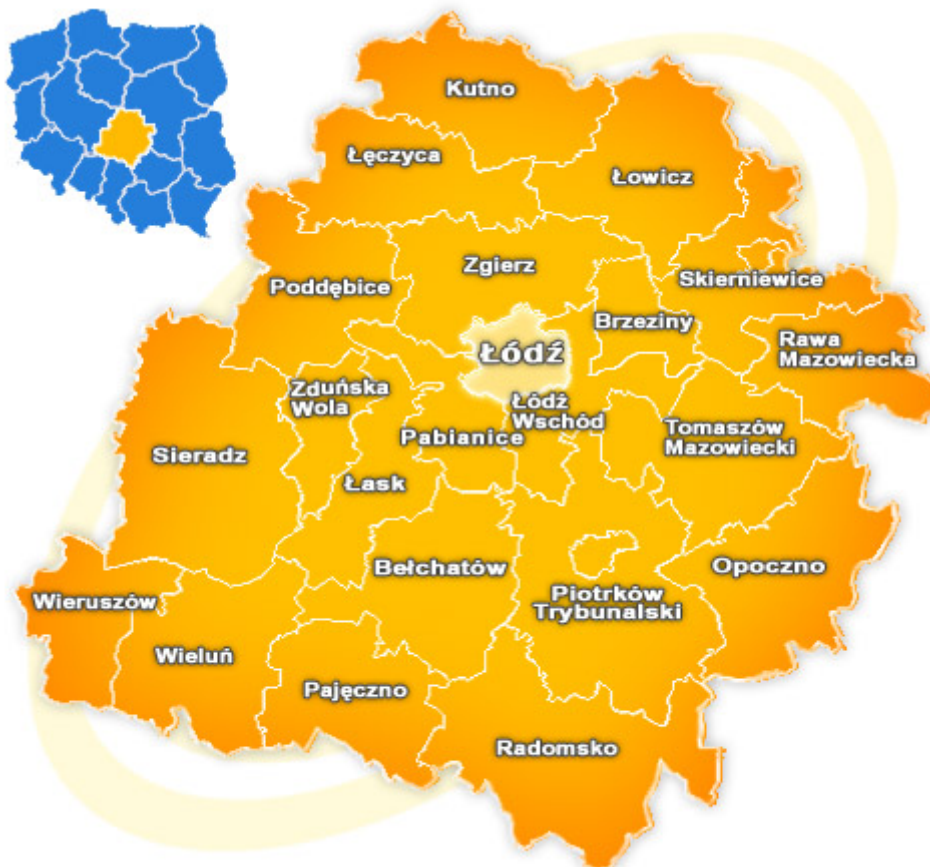 Kutno
Łęczyca
Łowicz
Zgierz
Skierniewice
Poddębice
Brzeziny
Rawa
Mazowiecka
Łódź
Zduńska
Wola
Łódź
Wschód
Pabianice
Tomaszów
Mazowiecki
Sieradz
Łask
Bełchatów
Opoczno
Piotrków
Trybunalski
Wieruszów
Wieluń
Pajęczno
Radomsko